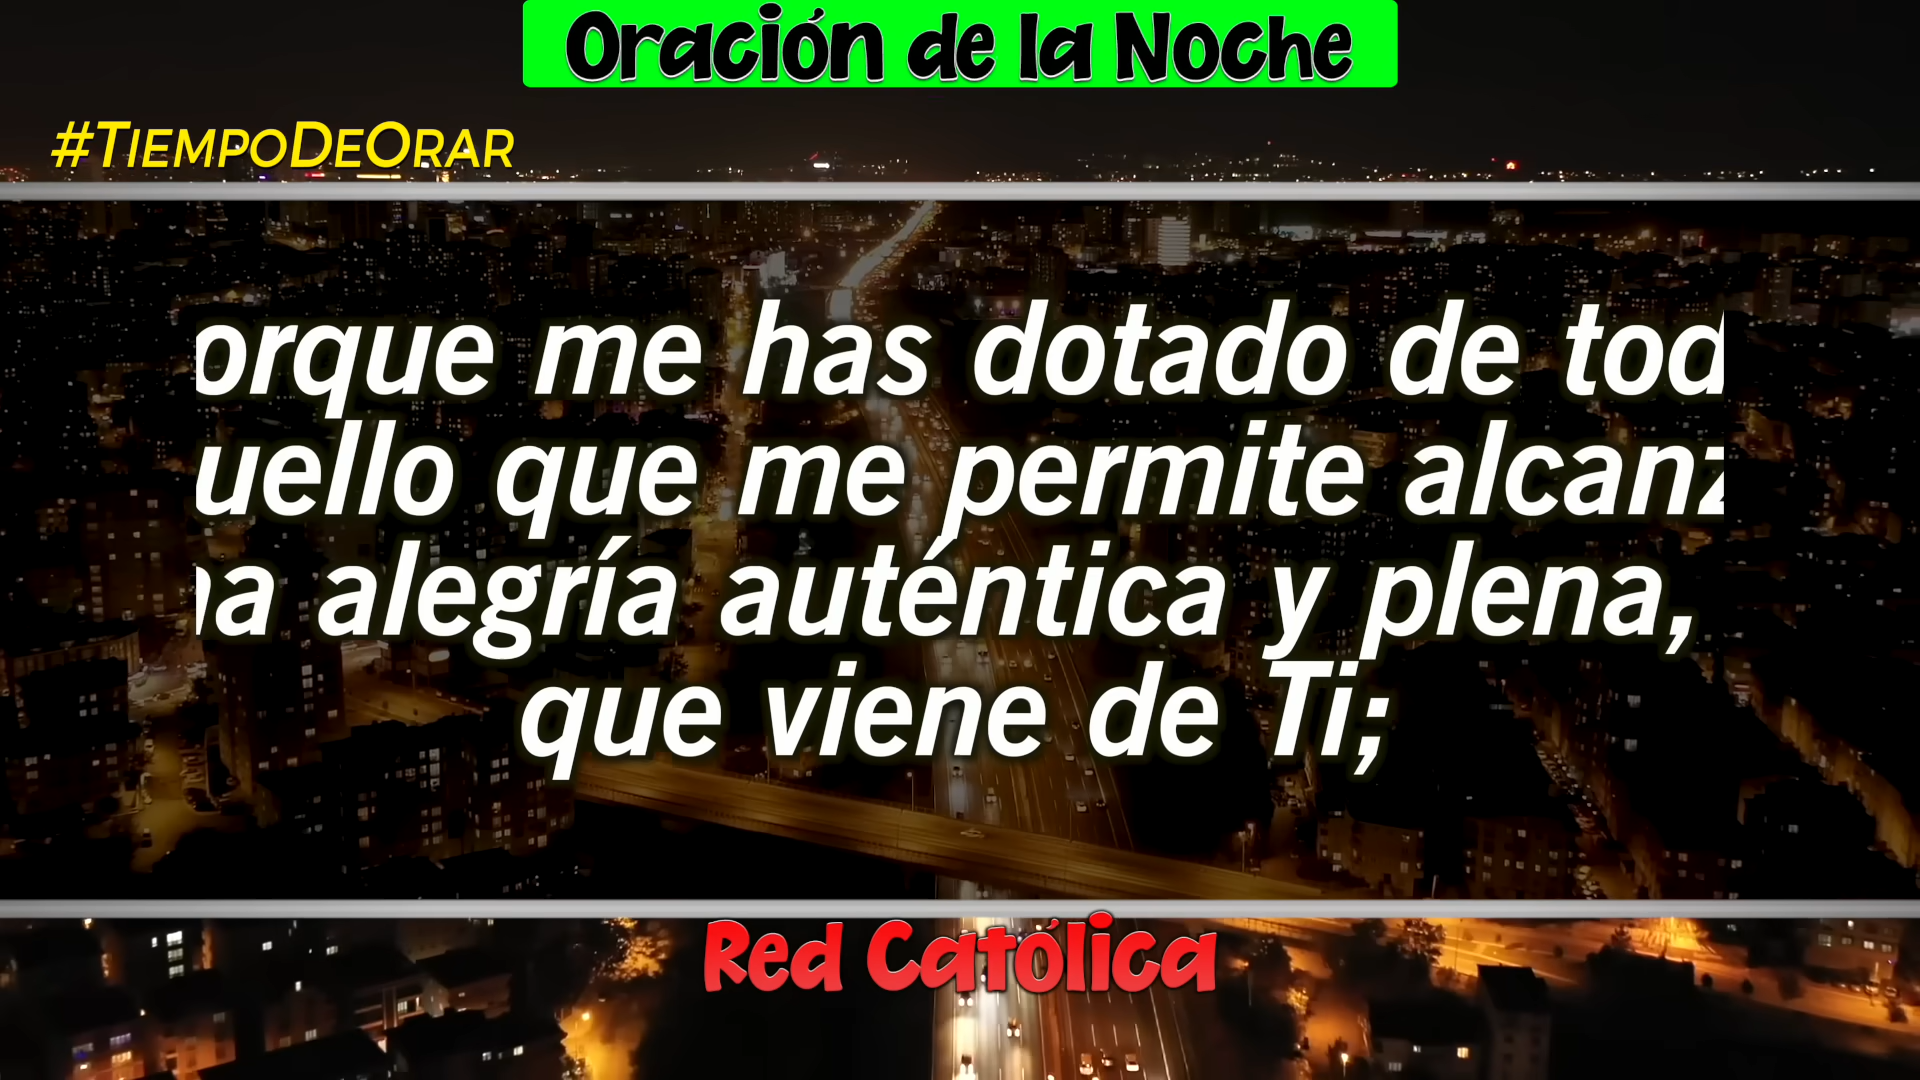 Oración de la Noche
#TiempoDeOrar
orque me has dotado de tod
uello que me permite alcanz
a alegría auténtica y plena,
que viene de Ti;
Red Católica